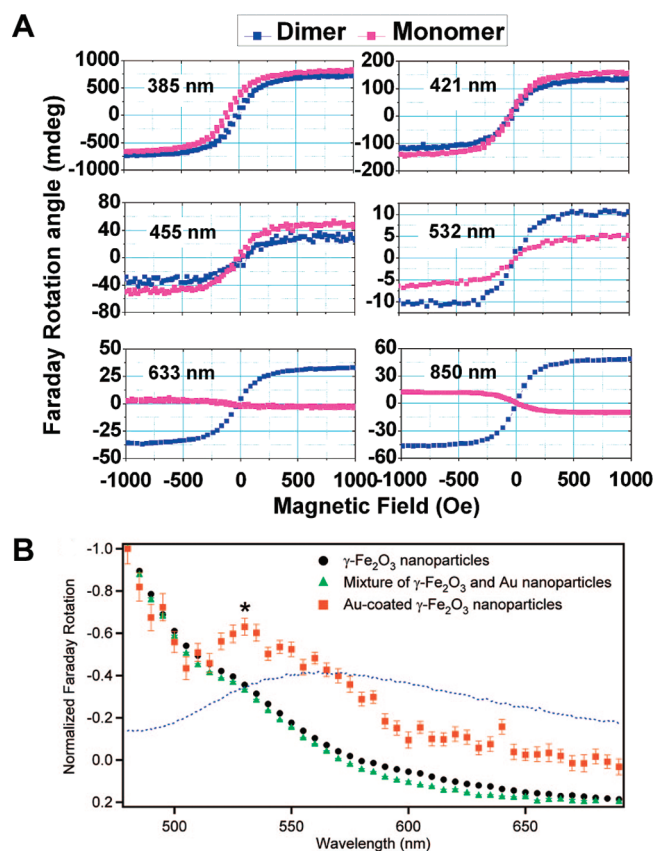 A
Dimer Monomer
Faraday Rotation angle (mdeg)
1000
500
0
-500
-1000
385 nm
200
100
0
-100
-200
421 nm
80
40
0
-40
-80
455 nm
10
5
0
-5
-10
532 nm
50
25
0
-25
-50
633 nm
60
30
0
-30
-60
850 nm
-1000 -500 0 500 1000
-1000 -500 0 500 1000
Magnetic Field (Oe)
B
Normalized Faraday Rotation
-1.0
-0.8
-0.6
-0.4
-0.2
0.0
0.2
γ-Fe₂O₃ nanoparticles
Mixture of γ-Fe₂O₃ and Au nanoparticles
Au-coated γ-Fe₂O₃ nanoparticles
*
500 550 600 650
Wavelength (nm)